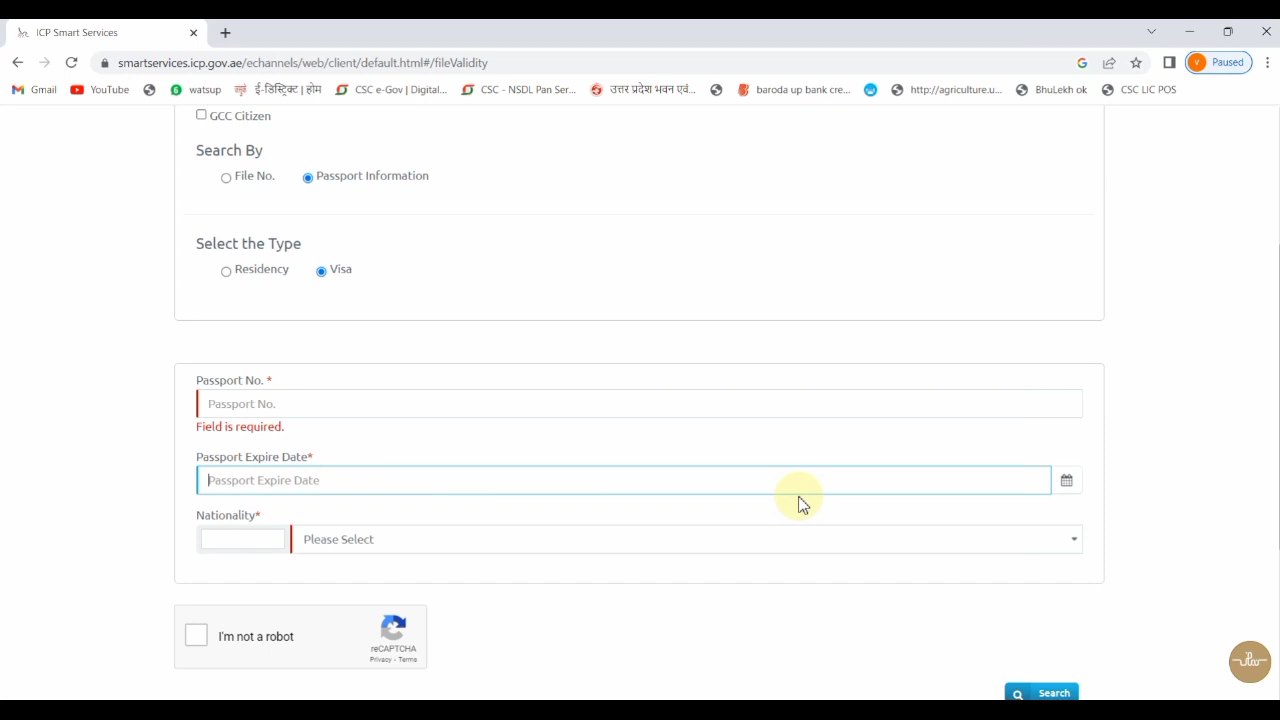 ICP Smart Services
smartservices.icp.gov.ae/echannels/web/client/default.html#/fileValidity
V Paused
Gmail YouTube watsup ई-डिस्ट्रिक्ट | होम CSC e-Gov | Digital... CSC - NSDL Pan Ser... उत्तर प्रदेश भवन एवं... baroda up bank cre... http://agriculture.u... BhuLekh ok CSC LIC POS
GCC Citizen
Search By
File No. Passport Information
Select the Type
Residency Visa
Passport No. *
Passport No.
Field is required.
Passport Expire Date*
Passport Expire Date
Nationality*
Please Select
I'm not a robot
reCAPTCHA
Privacy - Terms
Search